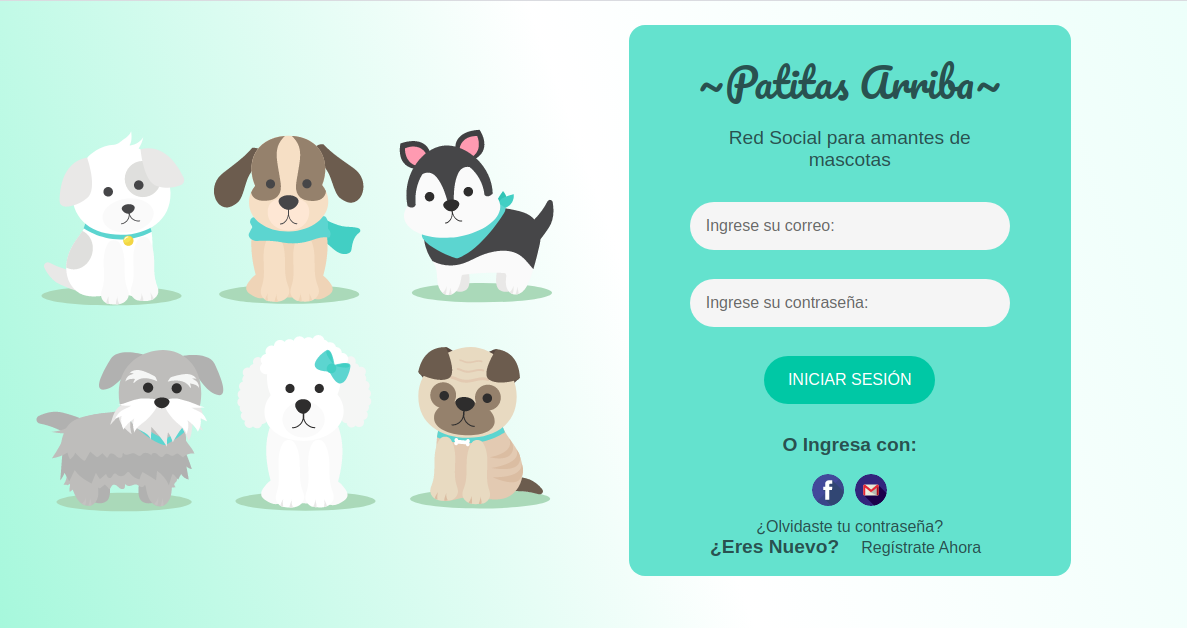 ~Patitas Arriba~
Red Social para amantes de
mascotas
Ingrese su correo:
Ingrese su contraseña:
INICIAR SESIÓN
O Ingresa con:
f M
¿Olvidaste tu contraseña?
¿Eres Nuevo? Regístrate Ahora